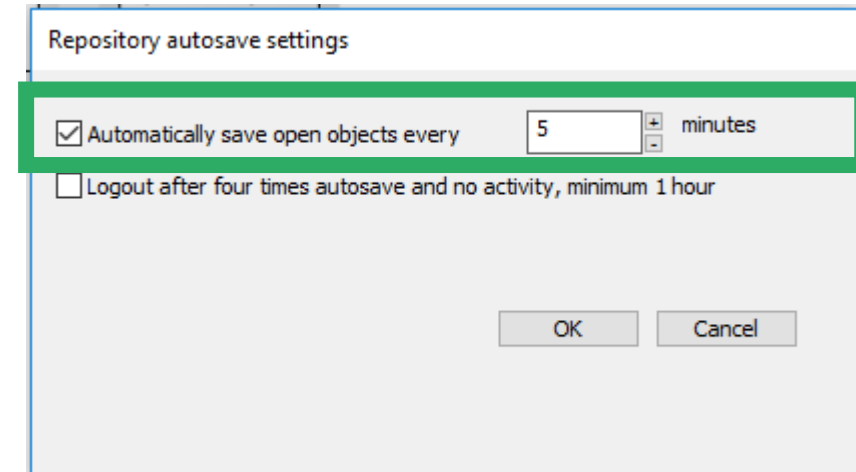 Repository autosave settings
Automatically save open objects every 5 + minutes
-
Logout after four times autosave and no activity, minimum 1 hour
OK Cancel